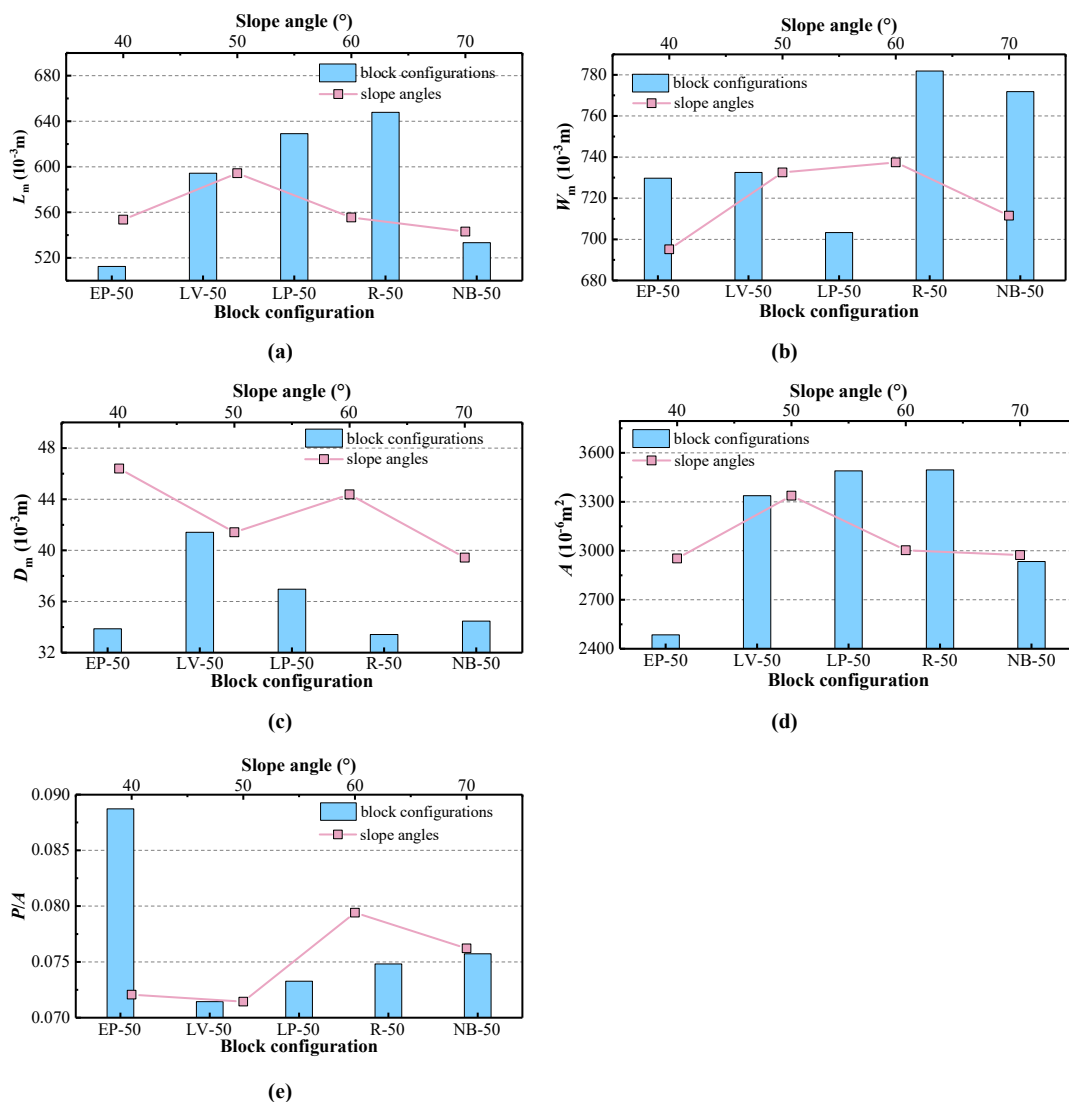 Slope angle (°)
40 50 60 70
680
640
600
560
520
L_m (10⁻³m)
block configurations
slope angles
EP-50 LV-50 LP-50 R-50 NB-50
Block configuration
(a)
Slope angle (°)
40 50 60 70
780
760
740
720
700
680
W_m (10⁻³m)
block configurations
slope angles
EP-50 LV-50 LP-50 R-50 NB-50
Block configuration
(b)
Slope angle (°)
40 50 60 70
48
44
40
36
32
D_m (10⁻³m)
block configurations
slope angles
EP-50 LV-50 LP-50 R-50 NB-50
Block configuration
(c)
Slope angle (°)
40 50 60 70
3600
3300
3000
2700
2400
A (10⁻⁶m²)
block configurations
slope angles
EP-50 LV-50 LP-50 R-50 NB-50
Block configuration
(d)
Slope angle (°)
40 50 60 70
0.090
0.085
0.080
0.075
0.070
P/A
block configurations
slope angles
EP-50 LV-50 LP-50 R-50 NB-50
Block configuration
(e)